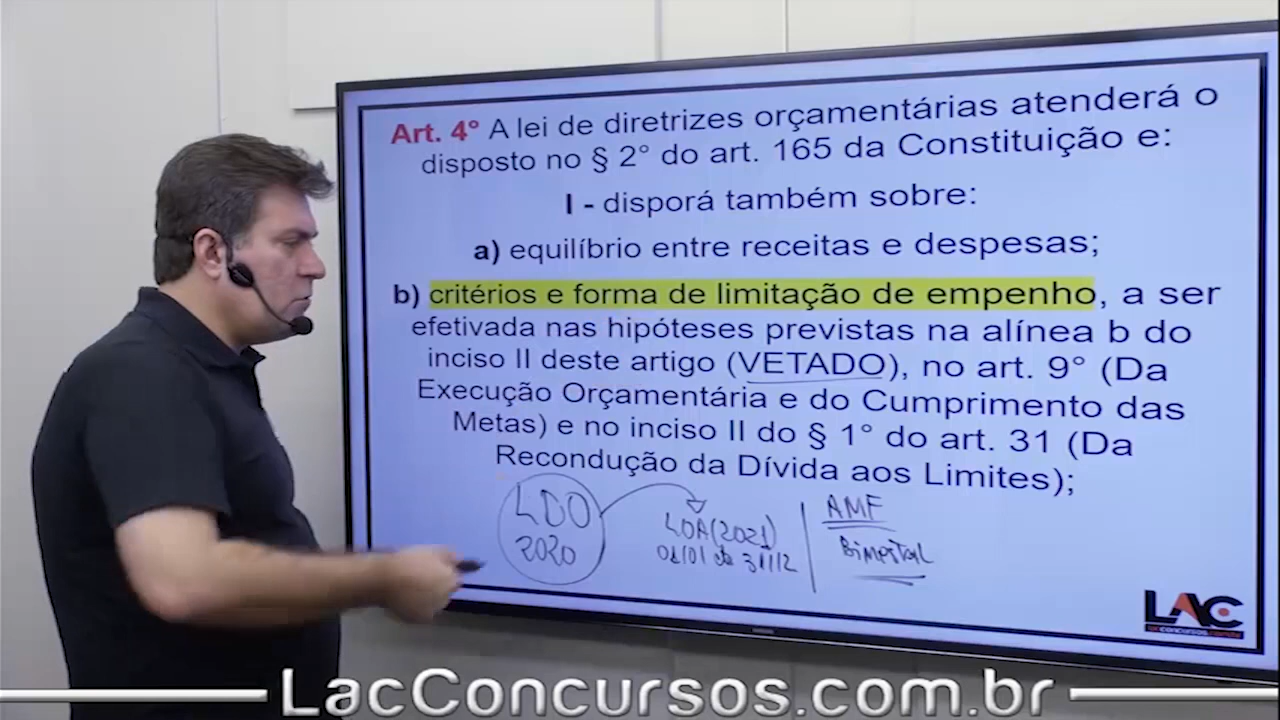 Art. 4° A lei de diretrizes orçamentárias atenderá o
disposto no § 2° do art. 165 da Constituição e:
I - disporá também sobre:
a) equilíbrio entre receitas e despesas;
b) critérios e forma de limitação de empenho, a ser
efetivada nas hipóteses previstas na alínea b do
inciso II deste artigo (VETADO), no art. 9° (Da
Execução Orçamentária e do Cumprimento das
Metas) e no inciso II do § 1° do art. 31 (Da
Recondução da Dívida aos Limites);
LDO
2020
LOA (2021)
01/01 de 31/12
AMF
Bimestral
LAC
lacconcursos.com.br
LacConcursos.com.br